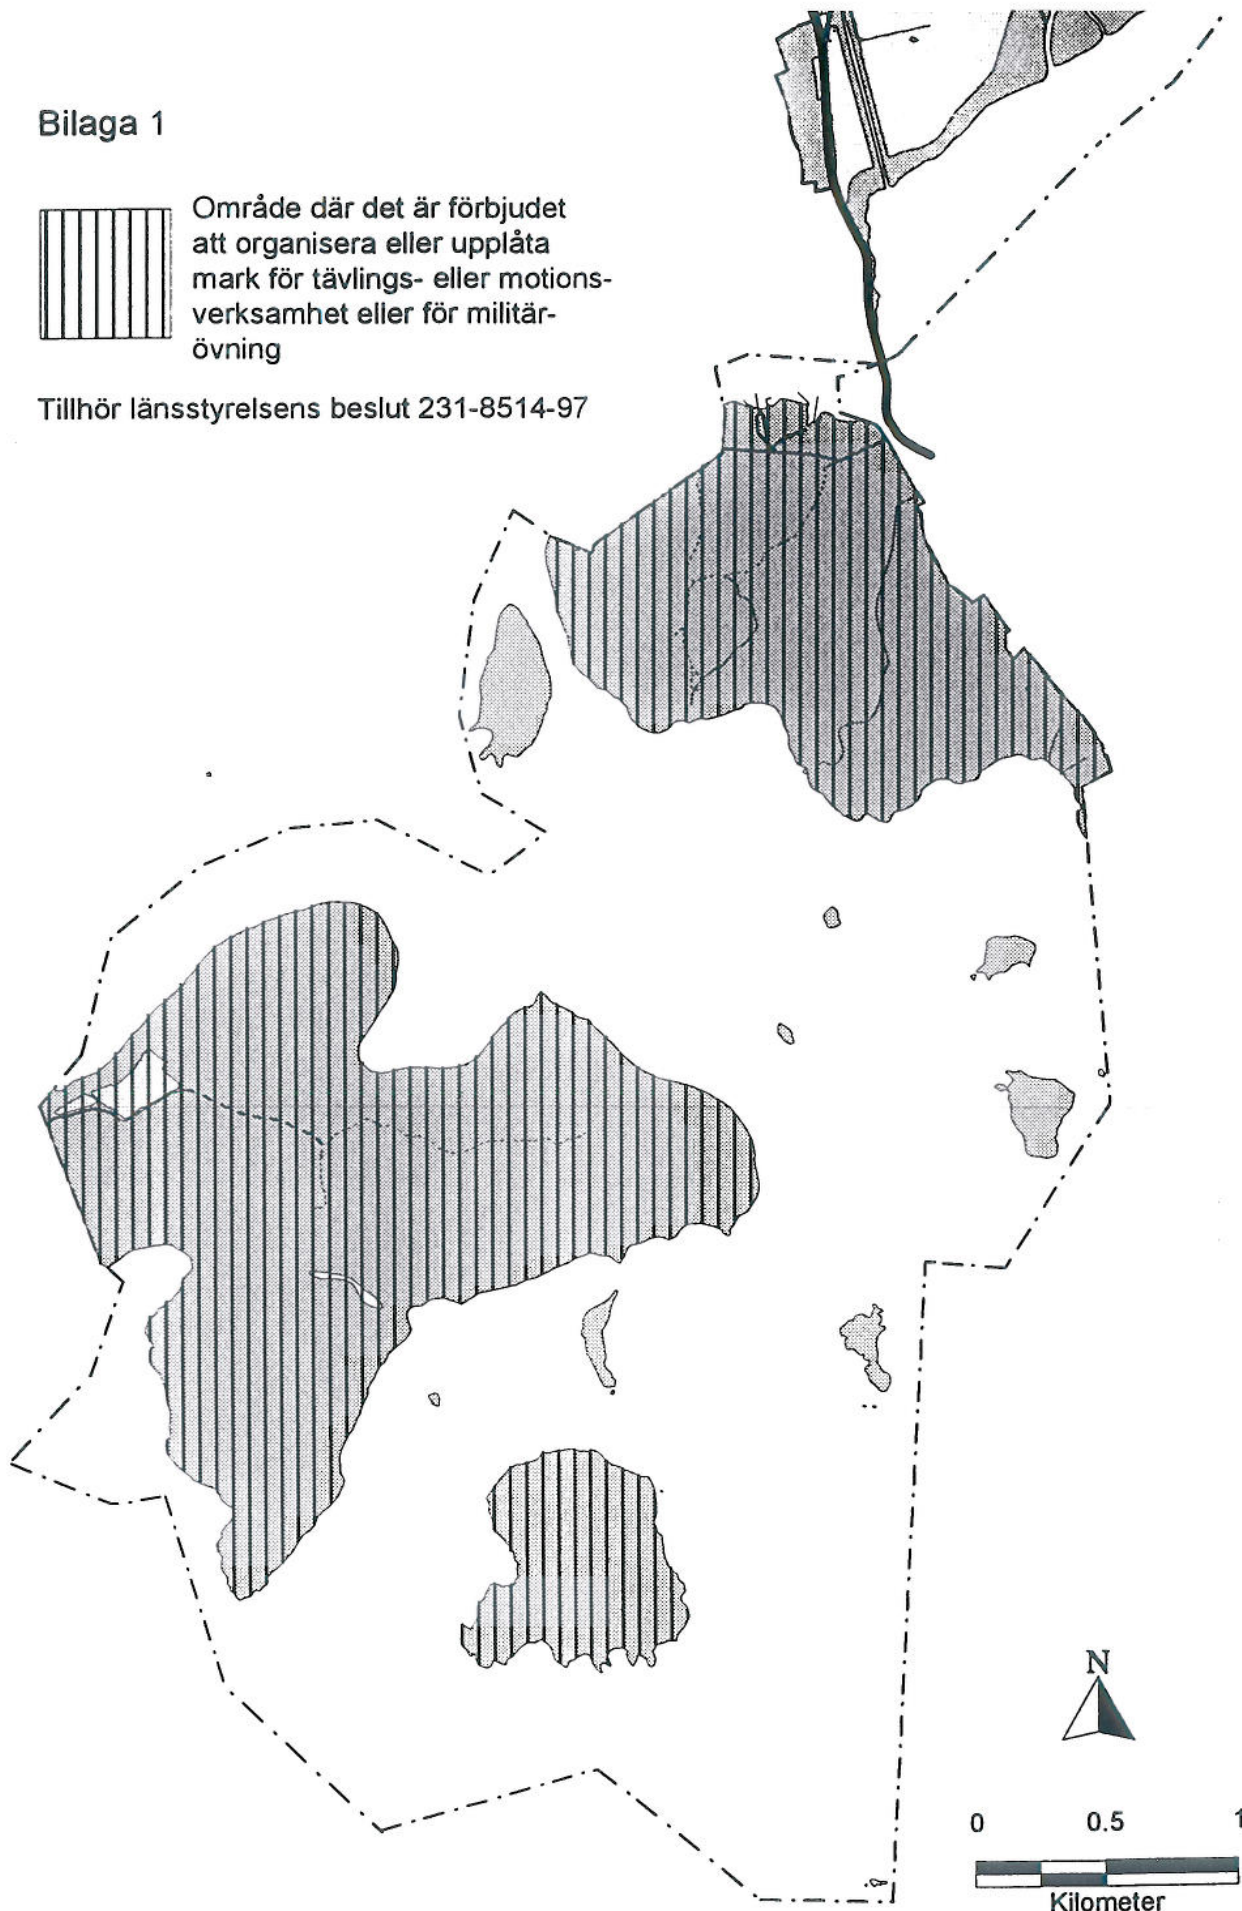 Bilaga 1
Område där det är förbjudet
att organisera eller upplåta
mark för tävlings- eller motions-
verksamhet eller för militär-
övning
Tillhör länsstyrelsens beslut 231-8514-97
N
0 0.5 1
Kilometer